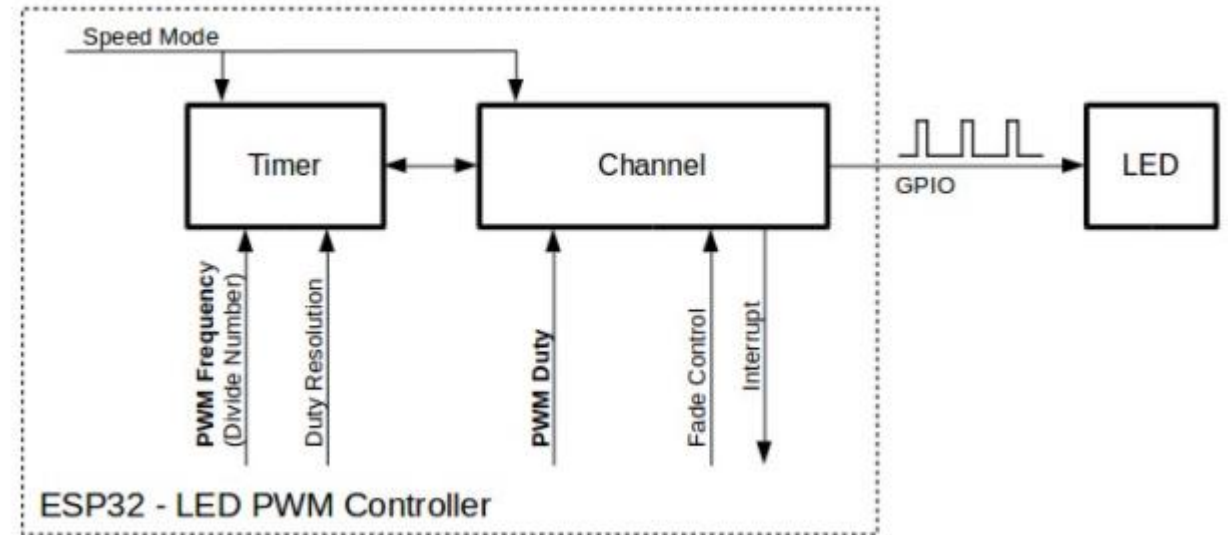 Speed Mode
Timer
Channel
LED
GPIO
PWM Frequency
(Divide Number)
Duty Resolution
PWM Duty
Fade Control
Interrupt
ESP32 - LED PWM Controller